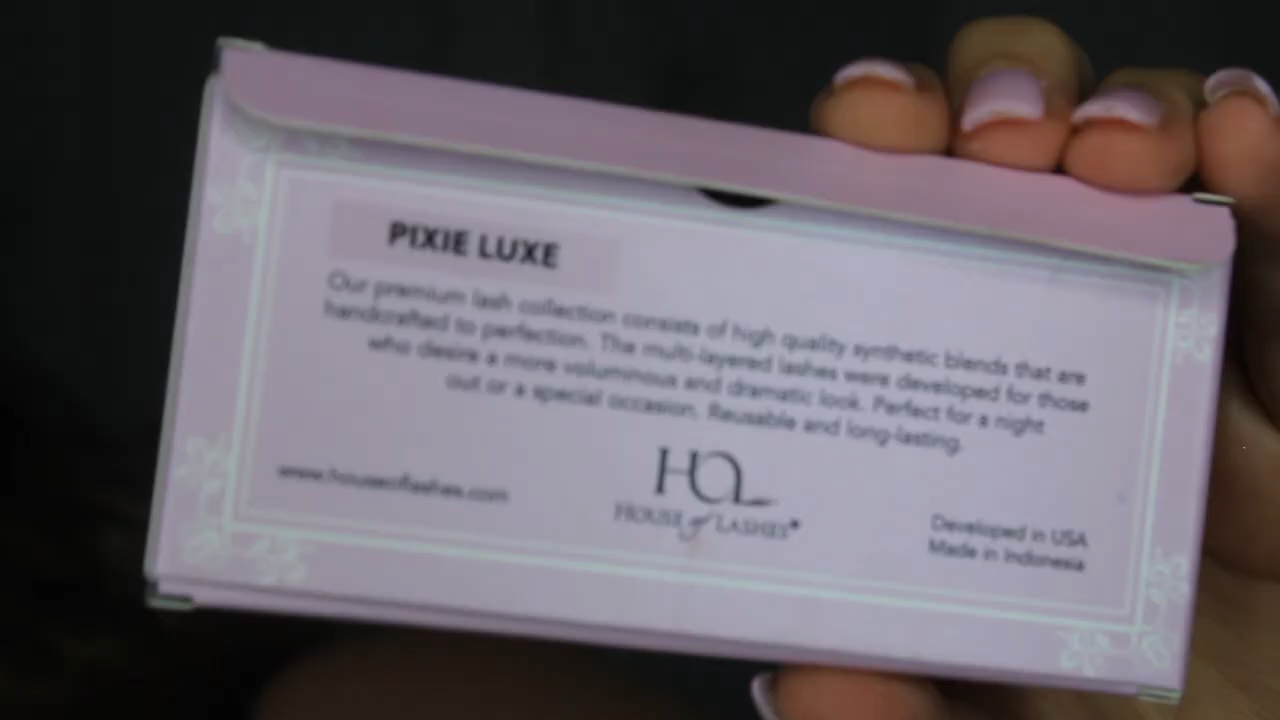 PIXIE LUXE
Our premium lash collection consists of high quality synthetic blends that are
handcrafted to perfection. The multi-layered lashes were developed for those
who desire a more voluminous and dramatic look. Perfect for a night
out or a special occasion. Reusable and long-lasting.
www.houseoflashes.com
HOL
HOUSE of LASHES®
Developed in USA
Made in Indonesia